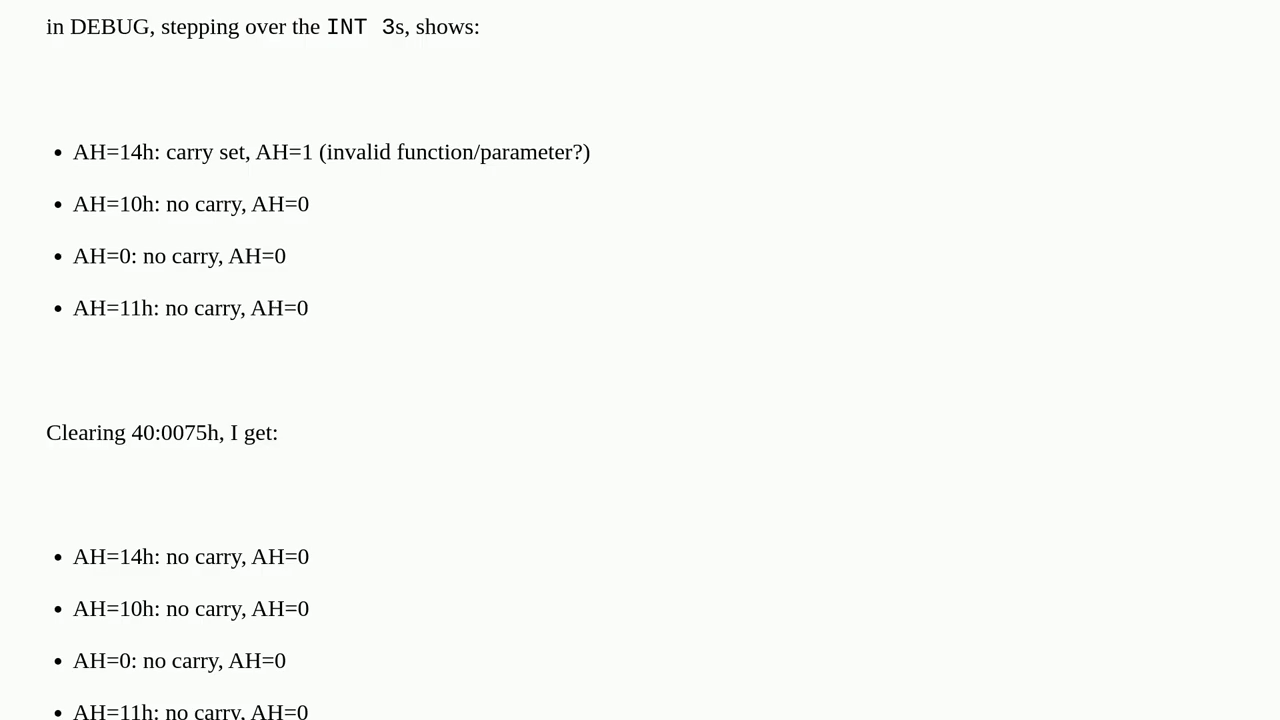 in DEBUG, stepping over the INT 3s, shows:
• AH=14h: carry set, AH=1 (invalid function/parameter?)
• AH=10h: no carry, AH=0
• AH=0: no carry, AH=0
• AH=11h: no carry, AH=0
Clearing 40:0075h, I get:
• AH=14h: no carry, AH=0
• AH=10h: no carry, AH=0
• AH=0: no carry, AH=0
• AH=11h: no carry, AH=0